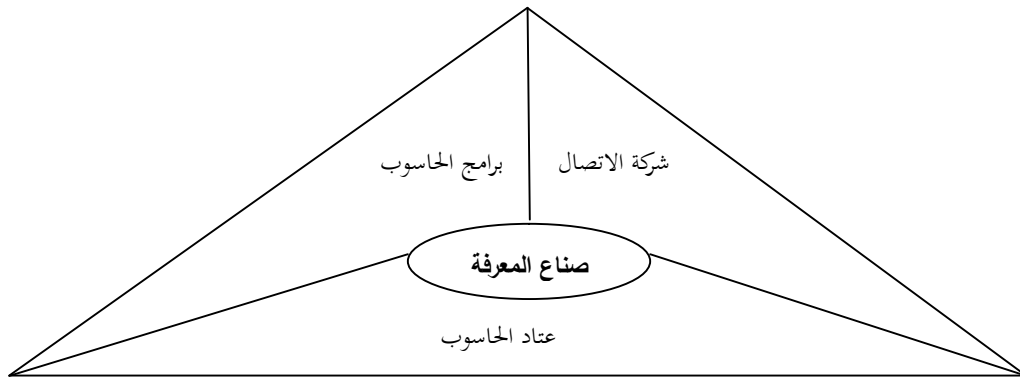 شركة الاتصال
برامج الحاسوب
صناع المعرفة
عتاد الحاسوب